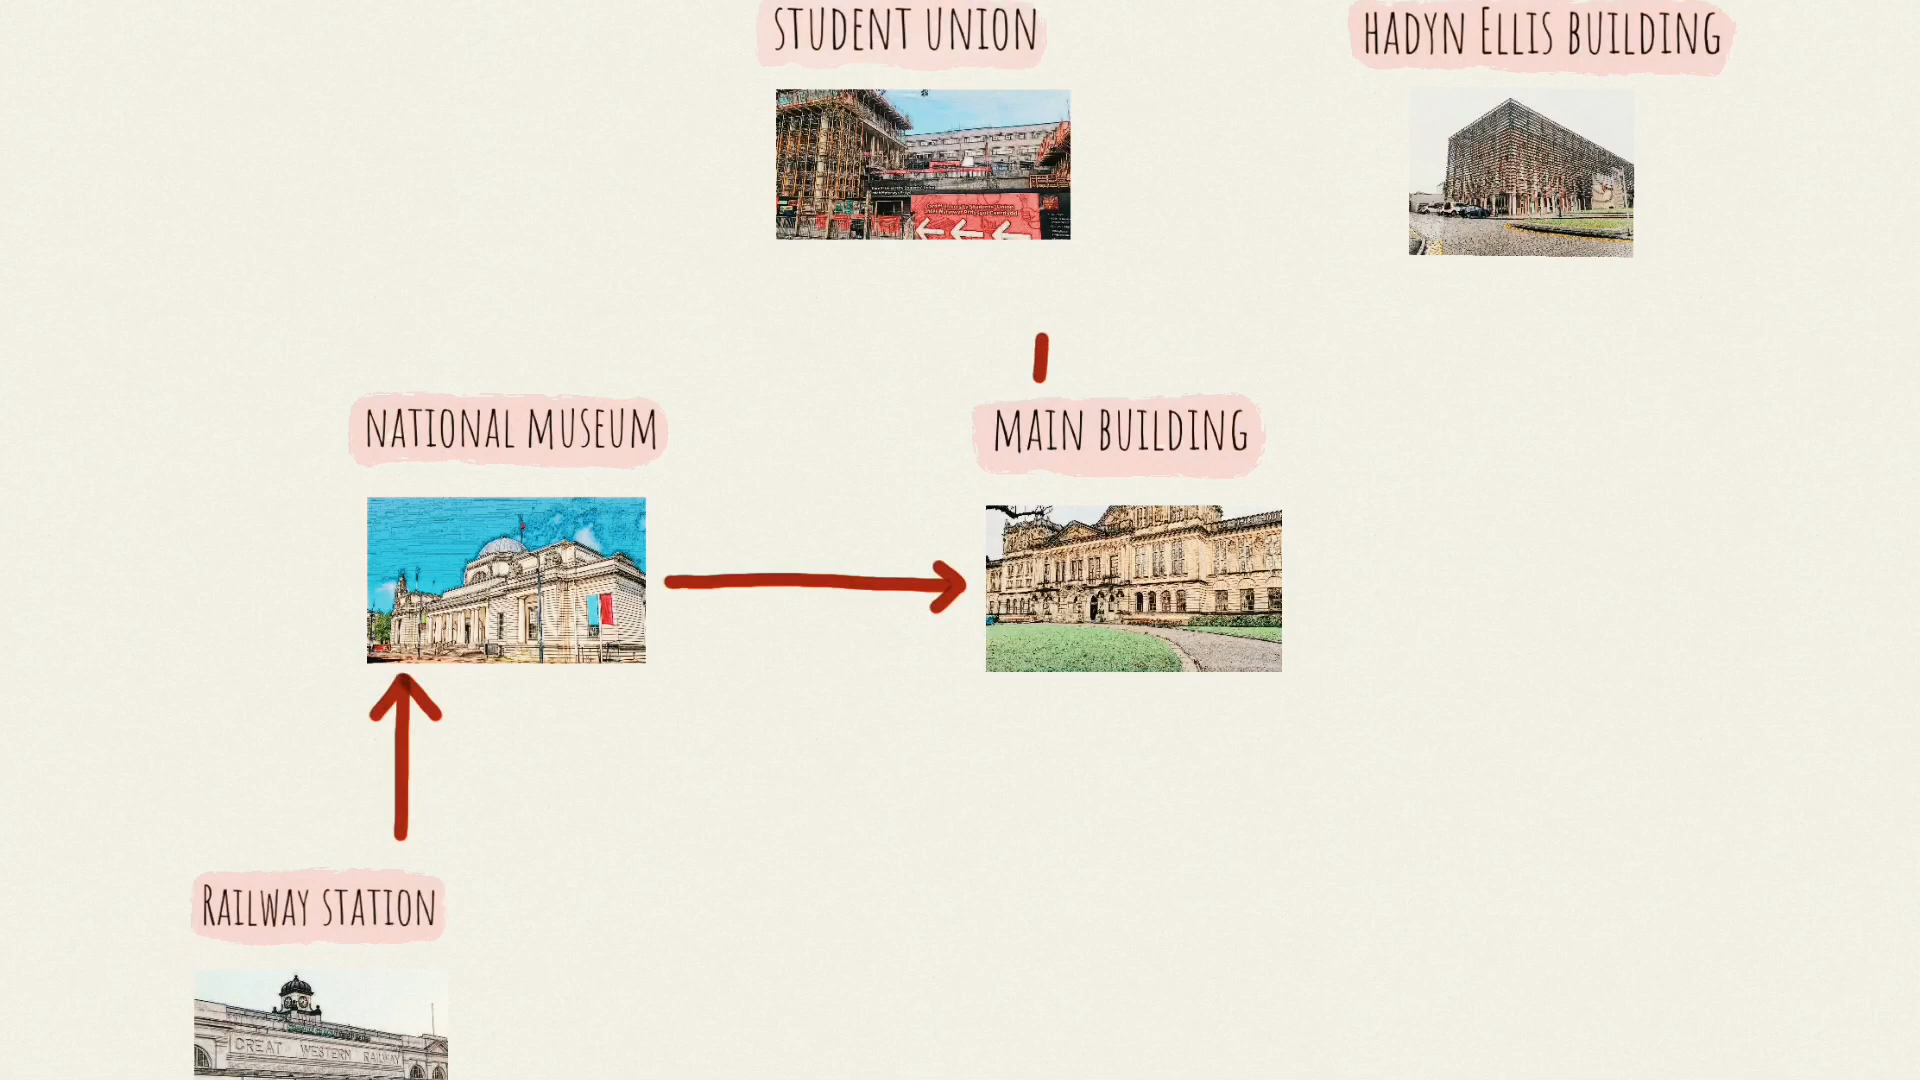 STUDENT UNION
HADYN ELLIS BUILDING
NATIONAL MUSEUM
MAIN BUILDING
RAILWAY STATION
GREAT WESTERN RAILWAY